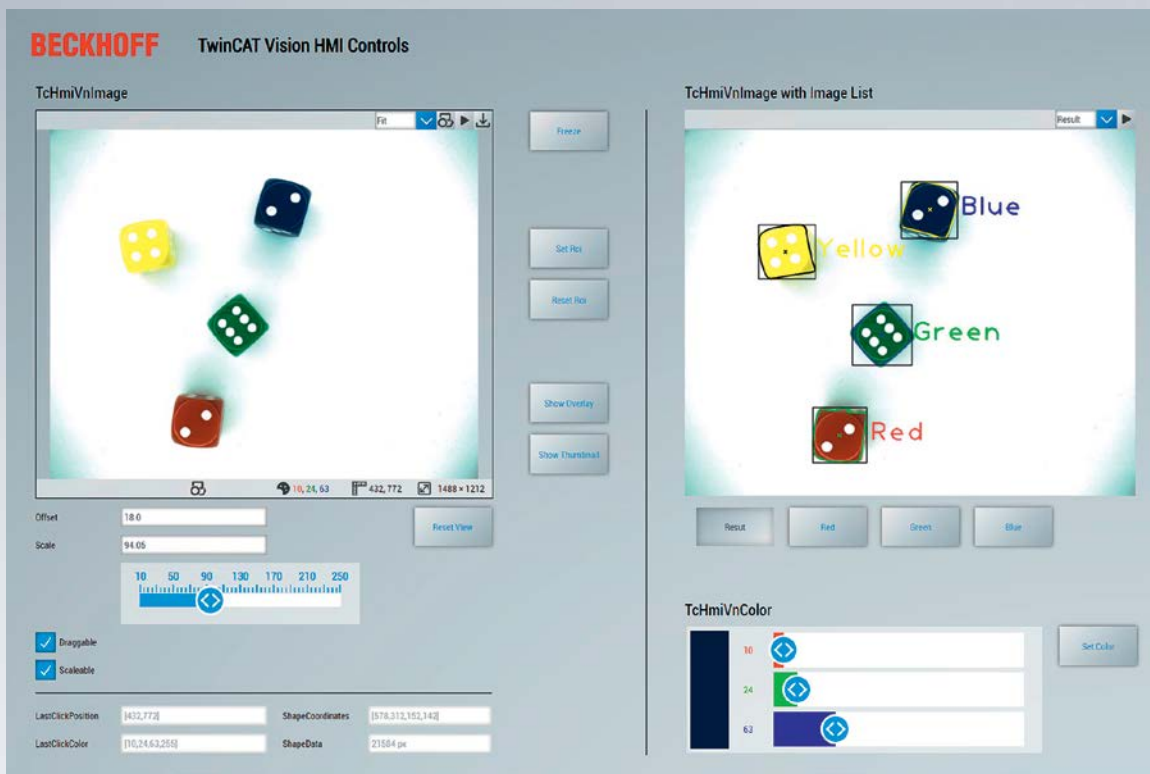 BECKHOFF TwinCAT Vision HMI Controls
TcHmiVnImage
Fit
Freeze
Set Roi
Reset Roi
Show Overlay
Show Thumbnail
10, 24, 63 432, 772 1488 × 1212
Offset 18:0
Reset View
Scale 94.05
10 50 90 130 170 210 250
Draggable
Scaleable
LastClickPosition [432,772] ShapeCoordinates [578,312,152,142]
LastClickColor [10,24,63,255] ShapeData 21584 px
TcHmiVnImage with Image List
Result
Blue
Yellow
Green
Red
Resut Red Green Blue
TcHmiVnColor
10
Set Color
24
63